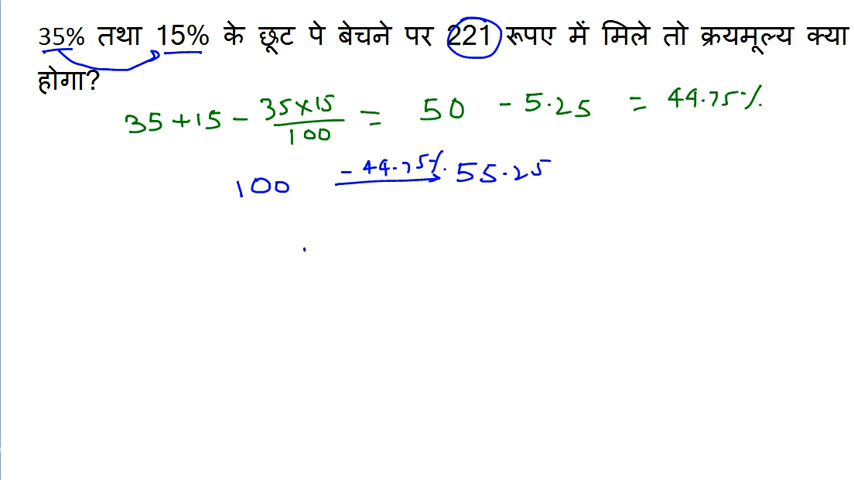 35% तथा 15% के छूट पे बेचने पर 221 रूपए में मिले तो क्रयमूल्य क्या
होगा?
35 + 15 - 35×15/100 = 50 - 5.25 = 44.75%
100 -44.75% 55.25